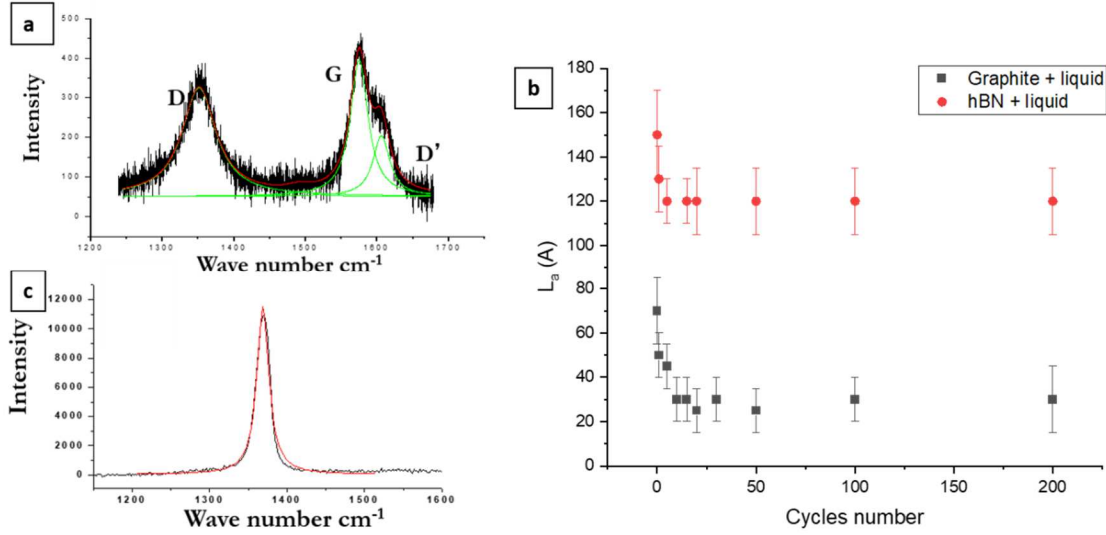 a
500
400
300
200
100
0
Intensity
D
G
D'
1200 1300 1400 1500 1600 1700
Wave number cm-1
c
12000
10000
8000
6000
4000
2000
0
Intensity
1200 1300 1400 1500 1600
Wave number cm-1
b
Graphite + liquid
hBN + liquid
180
160
140
120
100
80
60
40
20
0
La (A)
0 50 100 150 200
Cycles number